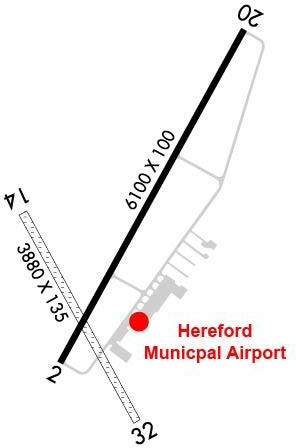 20
6100 X 100
14
3880 X 135
Hereford
Municpal Airport
2
32